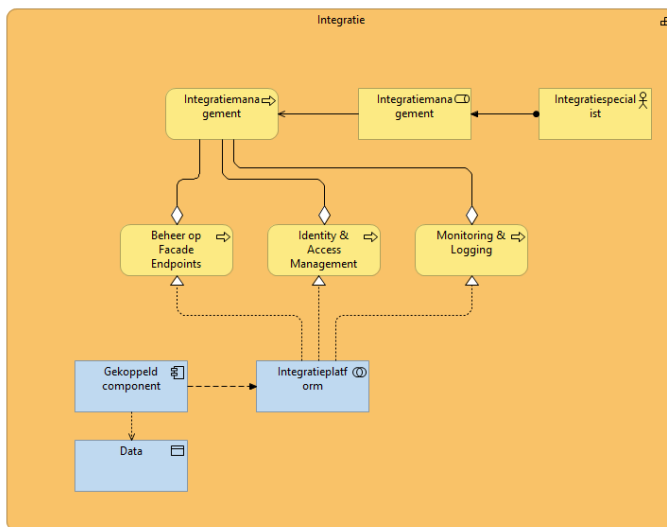 Integratie
Integratiemana
gement
Integratiemana
gement
Integratiespecial
ist
Beheer op
Facade
Endpoints
Identity &
Access
Management
Monitoring &
Logging
Gekoppeld
component
Integratieplatf
orm
Data